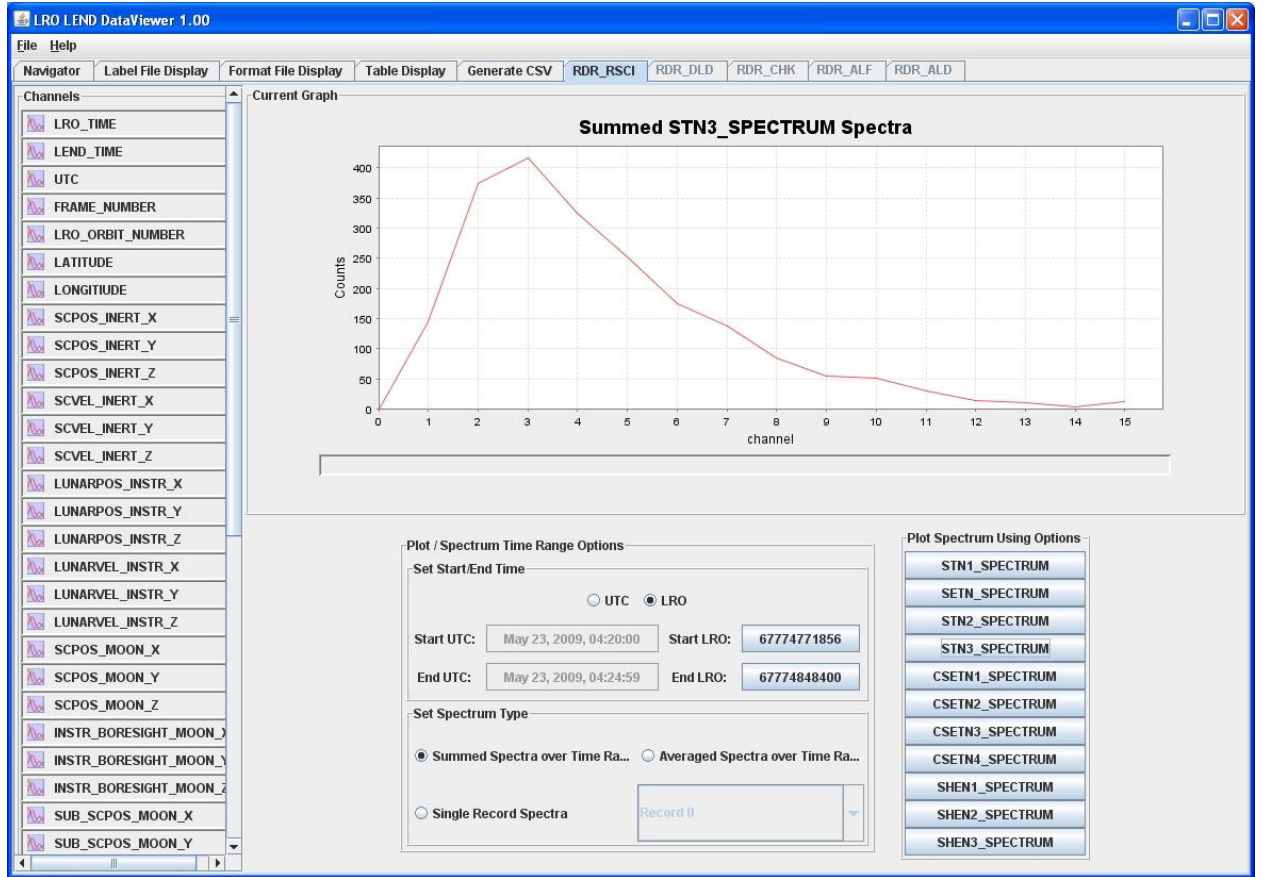 LRO LEND DataViewer 1.00
File Help
Navigator Label File Display Format File Display Table Display Generate CSV RDR_RSCI RDR_DLD RDR_CHK RDR_ALF RDR_ALD
Channels
LRO_TIME
LEND_TIME
UTC
FRAME_NUMBER
LRO_ORBIT_NUMBER
LATITUDE
LONGITIUDE
SCPOS_INERT_X
SCPOS_INERT_Y
SCPOS_INERT_Z
SCVEL_INERT_X
SCVEL_INERT_Y
SCVEL_INERT_Z
LUNARPOS_INSTR_X
LUNARPOS_INSTR_Y
LUNARPOS_INSTR_Z
LUNARVEL_INSTR_X
LUNARVEL_INSTR_Y
LUNARVEL_INSTR_Z
SCPOS_MOON_X
SCPOS_MOON_Y
SCPOS_MOON_Z
INSTR_BORESIGHT_MOON_X
INSTR_BORESIGHT_MOON_Y
INSTR_BORESIGHT_MOON_Z
SUB_SCPOS_MOON_X
SUB_SCPOS_MOON_Y
Current Graph
Summed STN3_SPECTRUM Spectra
Counts
400
350
300
250
200
150
100
50
0
0 1 2 3 4 5 6 7 8 9 10 11 12 13 14 15
channel
Plot / Spectrum Time Range Options
Set Start/End Time
UTC LRO
Start UTC: May 23, 2009, 04:20:00 Start LRO: 67774771856
End UTC: May 23, 2009, 04:24:59 End LRO: 67774848400
Set Spectrum Type
Summed Spectra over Time Ra... Averaged Spectra over Time Ra...
Single Record Spectra Record 0
Plot Spectrum Using Options
STN1_SPECTRUM
SETN_SPECTRUM
STN2_SPECTRUM
STN3_SPECTRUM
CSETN1_SPECTRUM
CSETN2_SPECTRUM
CSETN3_SPECTRUM
CSETN4_SPECTRUM
SHEN1_SPECTRUM
SHEN2_SPECTRUM
SHEN3_SPECTRUM